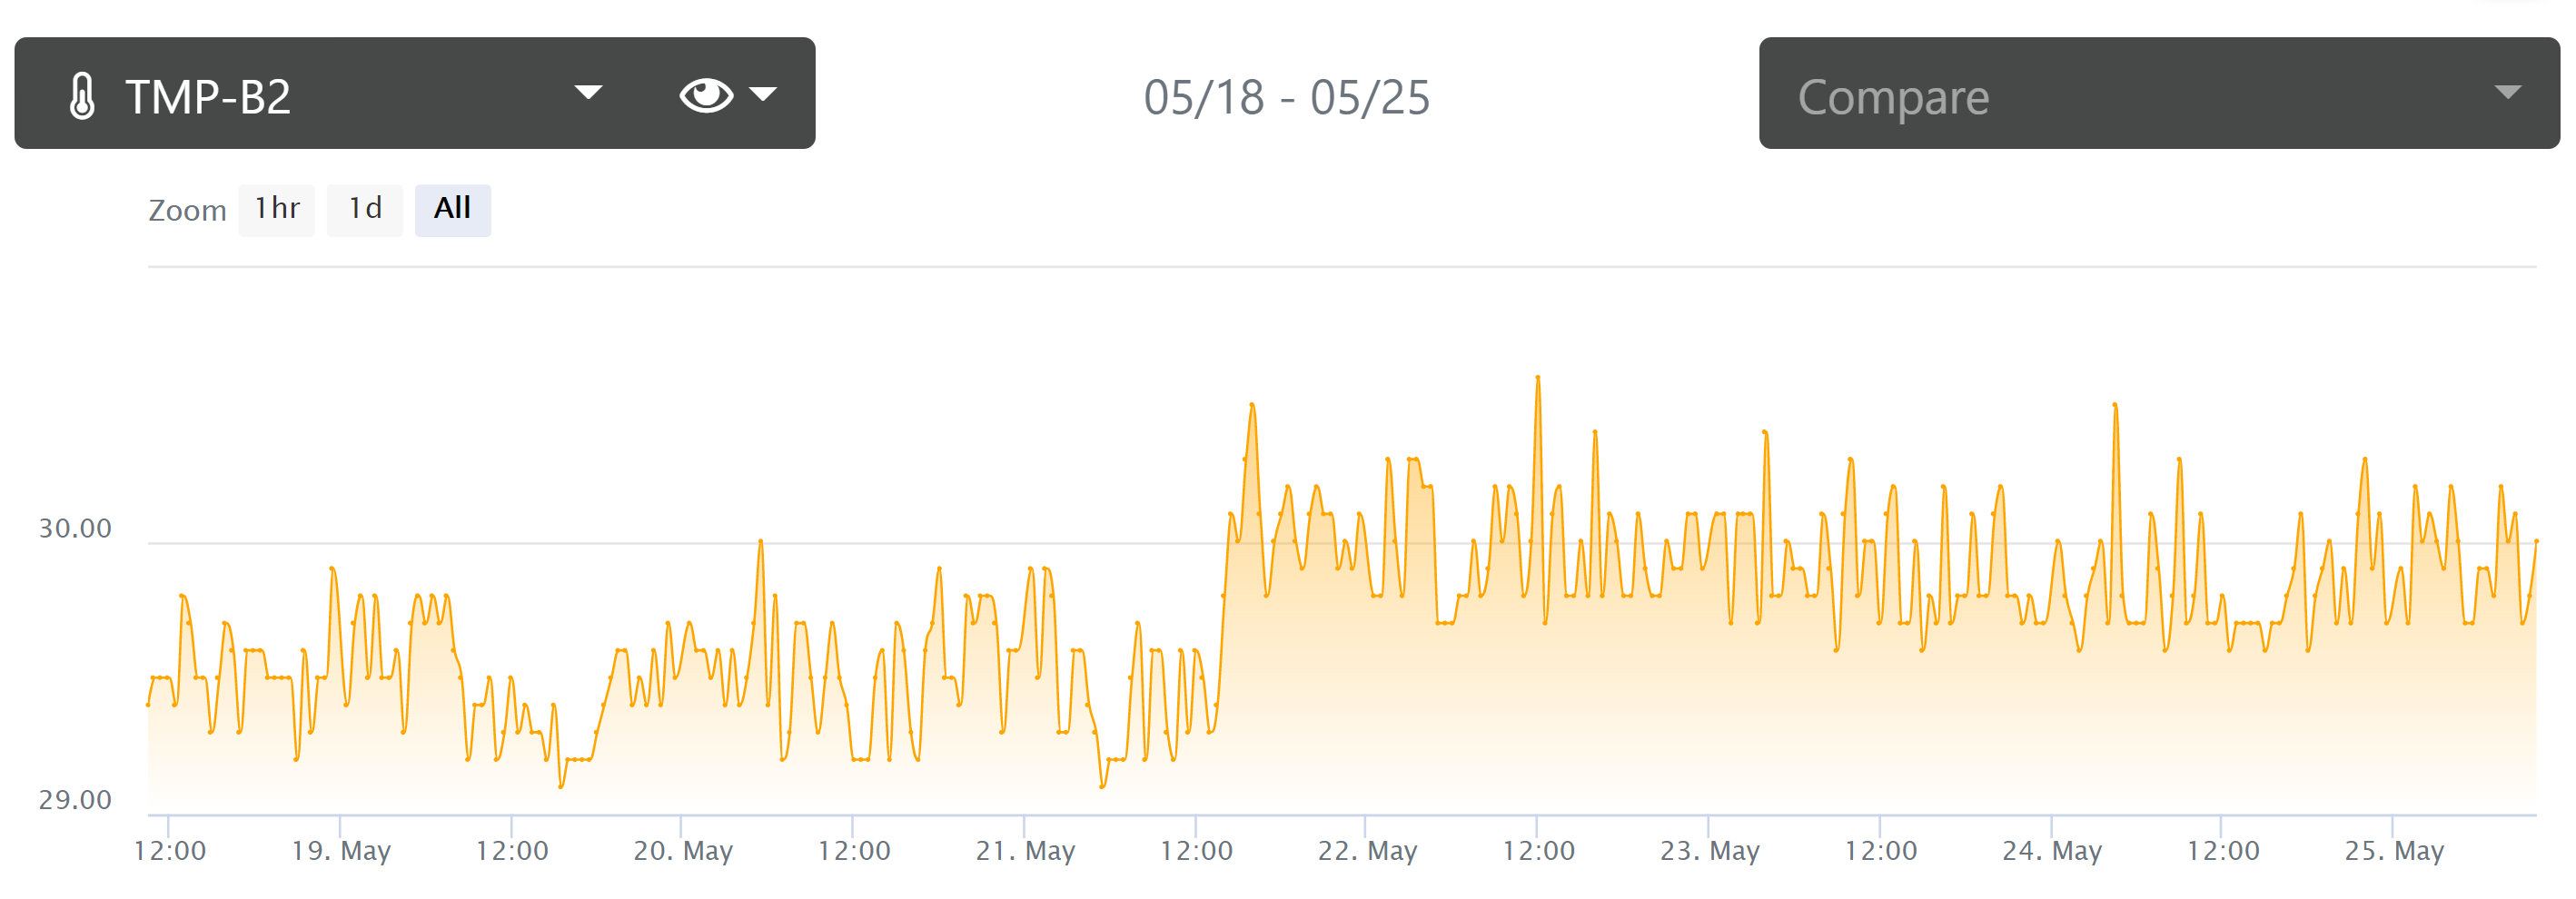 TMP-B2
05/18 - 05/25
Compare
Zoom 1hr 1d All
30.00
29.00
12:00 19. May 12:00 20. May 12:00 21. May 12:00 22. May 12:00 23. May 12:00 24. May 12:00 25. May